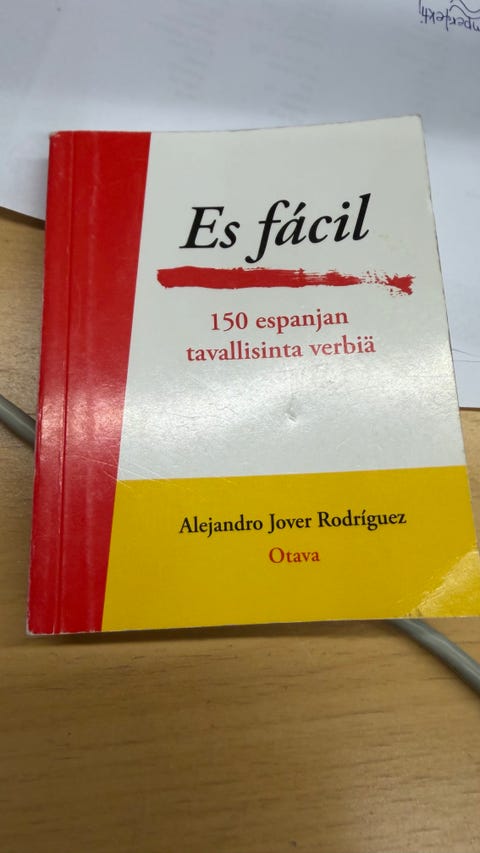 Es fácil
150 espanjan
tavallisinta verbiä
Alejandro Jover Rodríguez
Otava